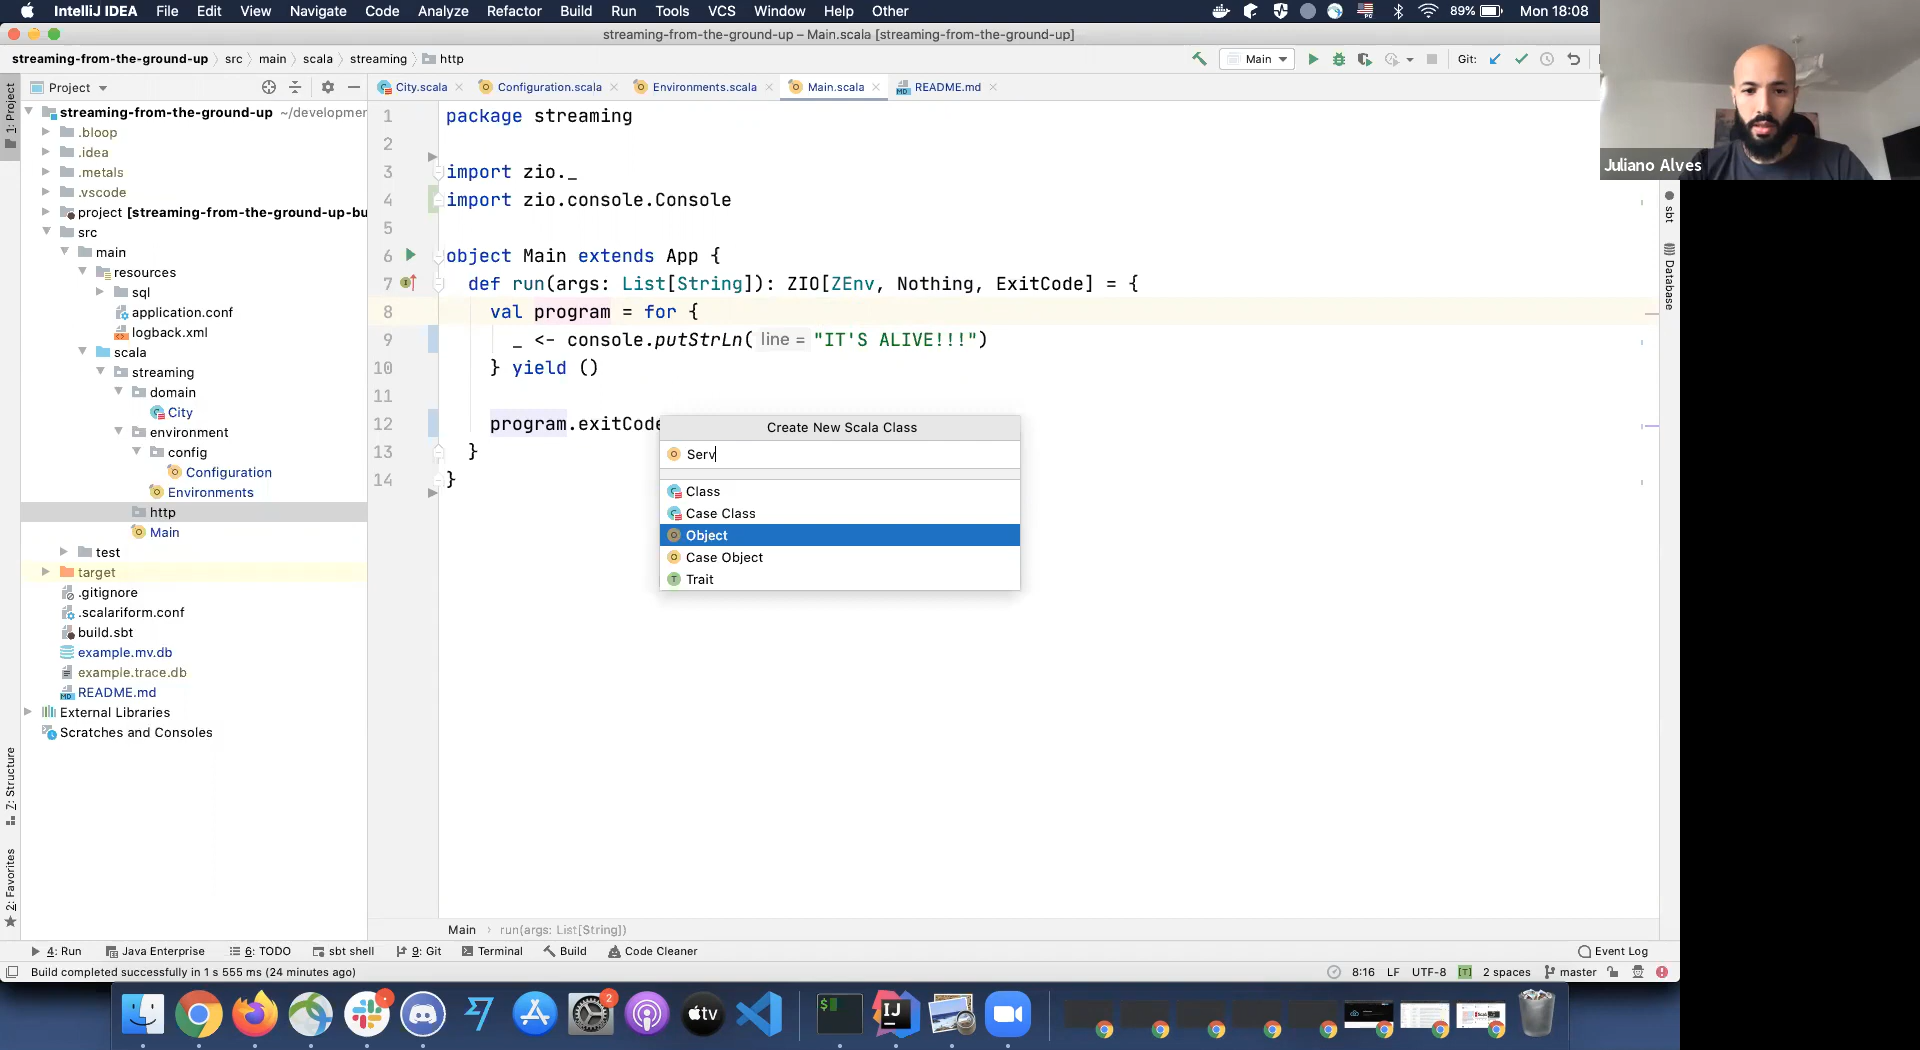 IntelliJ IDEA File Edit View Navigate Code Analyze Refactor Build Run Tools VCS Window Help Other 89% Mon 18:08
streaming-from-the-ground-up – Main.scala [streaming-from-the-ground-up]
streaming-from-the-ground-up src main scala streaming http Main Git:
Project City.scala Configuration.scala Environments.scala Main.scala README.md
1: Project
streaming-from-the-ground-up ~/developmer
.bloop
.idea
.metals
.vscode
project [streaming-from-the-ground-up-bu
src
main
resources
sql
application.conf
logback.xml
scala
streaming
domain
City
environment
config
Configuration
Environments
http
Main
test
target
.gitignore
.scalariform.conf
build.sbt
example.mv.db
example.trace.db
README.md
External Libraries
Scratches and Consoles
7: Structure
2: Favorites
1 package streaming
2
3 import zio._
4 import zio.console.Console
5
6 object Main extends App {
7 def run(args: List[String]): ZIO[ZEnv, Nothing, ExitCode] = {
8 val program = for {
9 _ <- console.putStrLn( line = "IT'S ALIVE!!!")
10 } yield ()
11
12 program.exitCode
13 }
14 }
Create New Scala Class
Serv
Class
Case Class
Object
Case Object
Trait
Juliano Alves
sbt
Database
Main run(args: List[String])
4: Run Java Enterprise 6: TODO sbt shell 9: Git Terminal Build Code Cleaner Event Log
Build completed successfully in 1 s 555 ms (24 minutes ago) 8:16 LF UTF-8 [T] 2 spaces master
2
tv
$
IJ